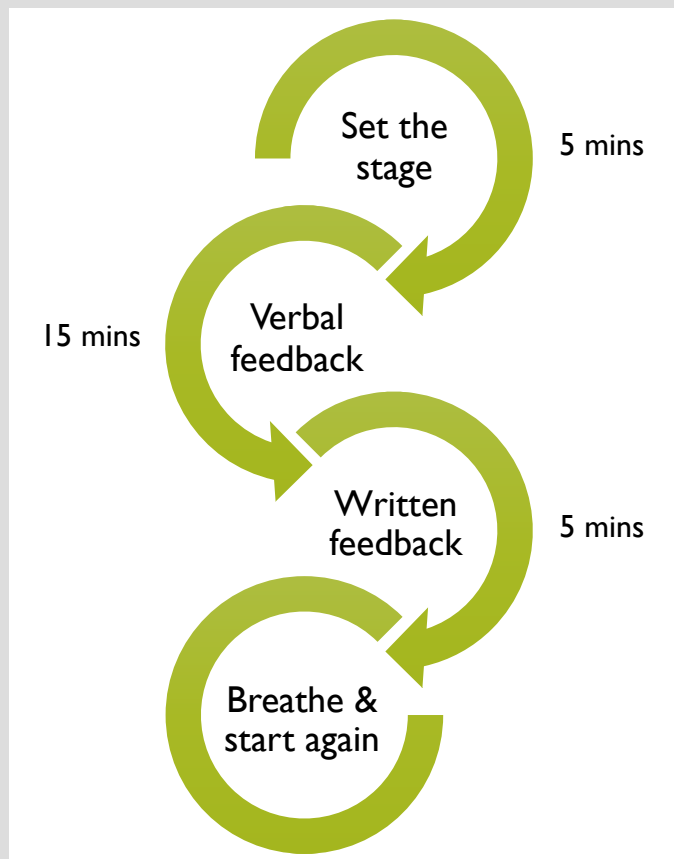 Set the
stage
5 mins
Verbal
feedback
15 mins
Written
feedback
5 mins
Breathe &
start again